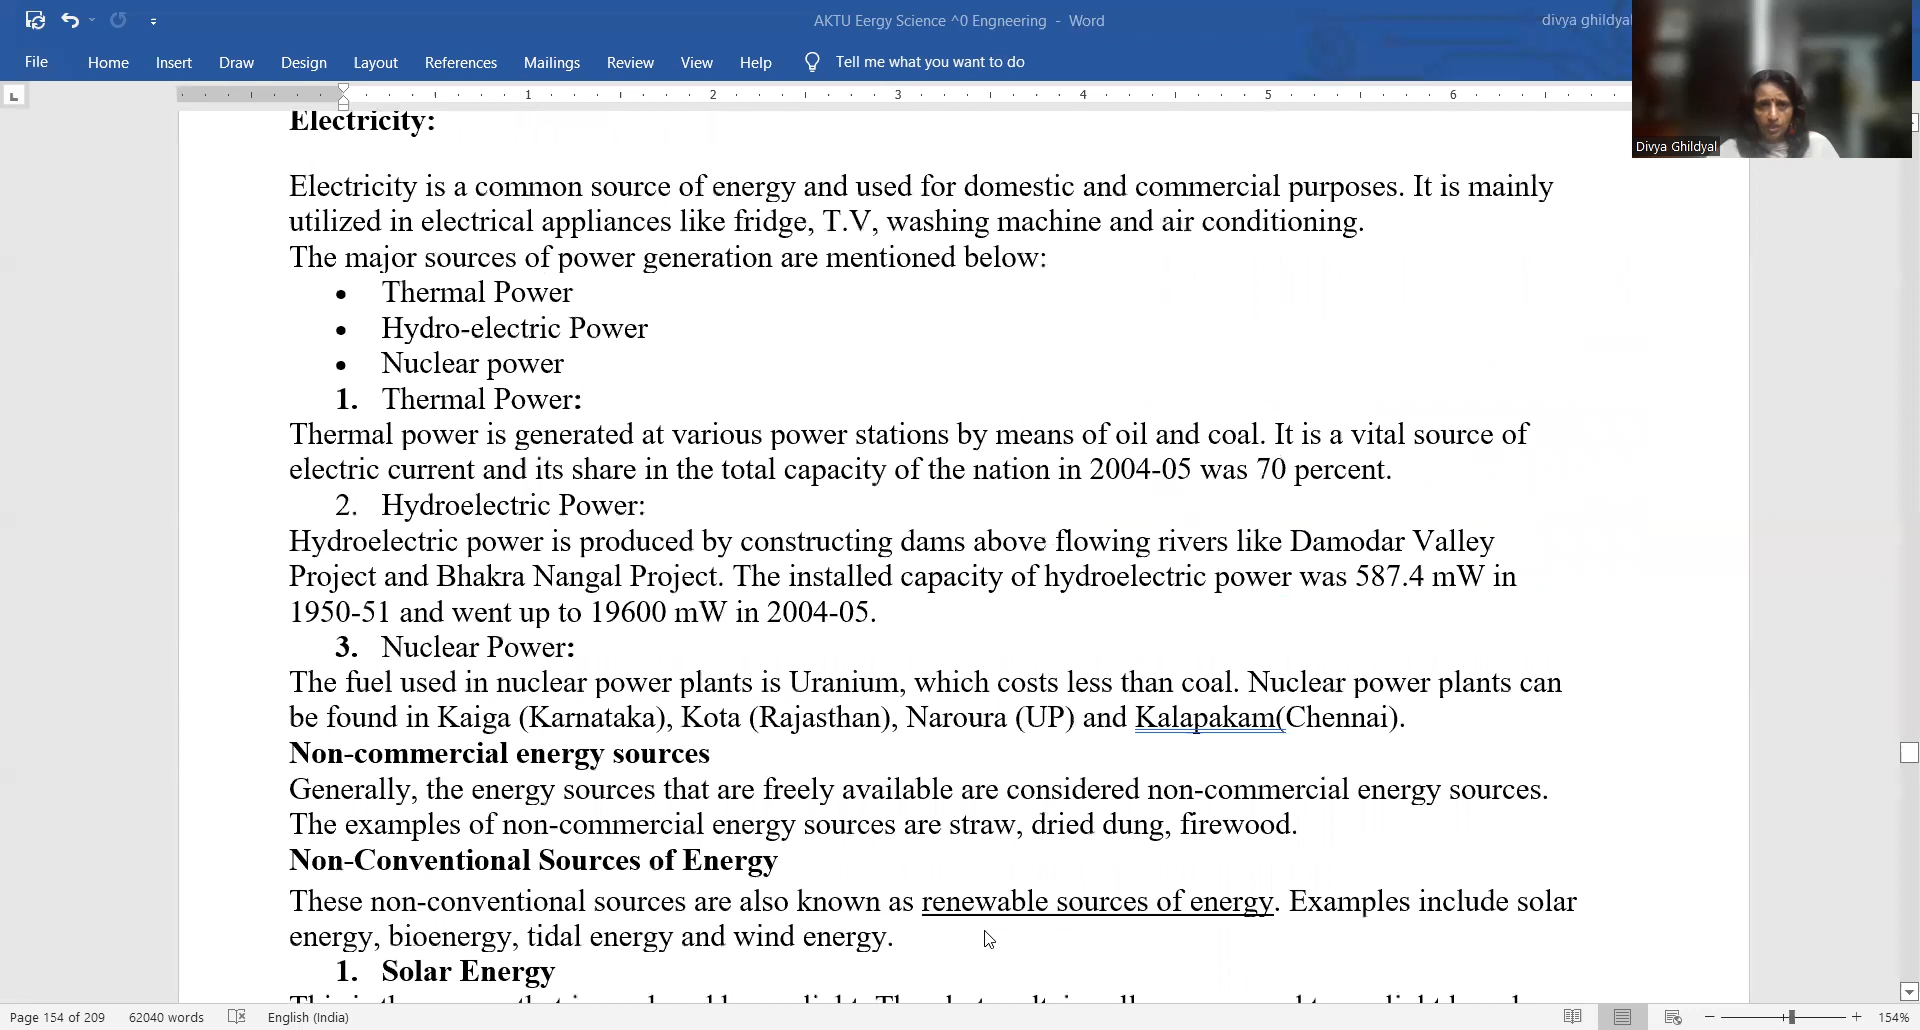 AKTU Eergy Science ^0 Engneering - Word
divya ghildyal
File Home Insert Draw Design Layout References Mailings Review View Help Tell me what you want to do
Divya Ghildyal
1 2 3 4 5 6
Electricity:
Electricity is a common source of energy and used for domestic and commercial purposes. It is mainly
utilized in electrical appliances like fridge, T.V, washing machine and air conditioning.
The major sources of power generation are mentioned below:
• Thermal Power
• Hydro-electric Power
• Nuclear power
1. Thermal Power:
Thermal power is generated at various power stations by means of oil and coal. It is a vital source of
electric current and its share in the total capacity of the nation in 2004-05 was 70 percent.
2. Hydroelectric Power:
Hydroelectric power is produced by constructing dams above flowing rivers like Damodar Valley
Project and Bhakra Nangal Project. The installed capacity of hydroelectric power was 587.4 mW in
1950-51 and went up to 19600 mW in 2004-05.
3. Nuclear Power:
The fuel used in nuclear power plants is Uranium, which costs less than coal. Nuclear power plants can
be found in Kaiga (Karnataka), Kota (Rajasthan), Naroura (UP) and Kalapakam(Chennai).
Non-commercial energy sources
Generally, the energy sources that are freely available are considered non-commercial energy sources.
The examples of non-commercial energy sources are straw, dried dung, firewood.
Non-Conventional Sources of Energy
These non-conventional sources are also known as renewable sources of energy. Examples include solar
energy, bioenergy, tidal energy and wind energy.
1. Solar Energy
Page 154 of 209 62040 words English (India) 154%